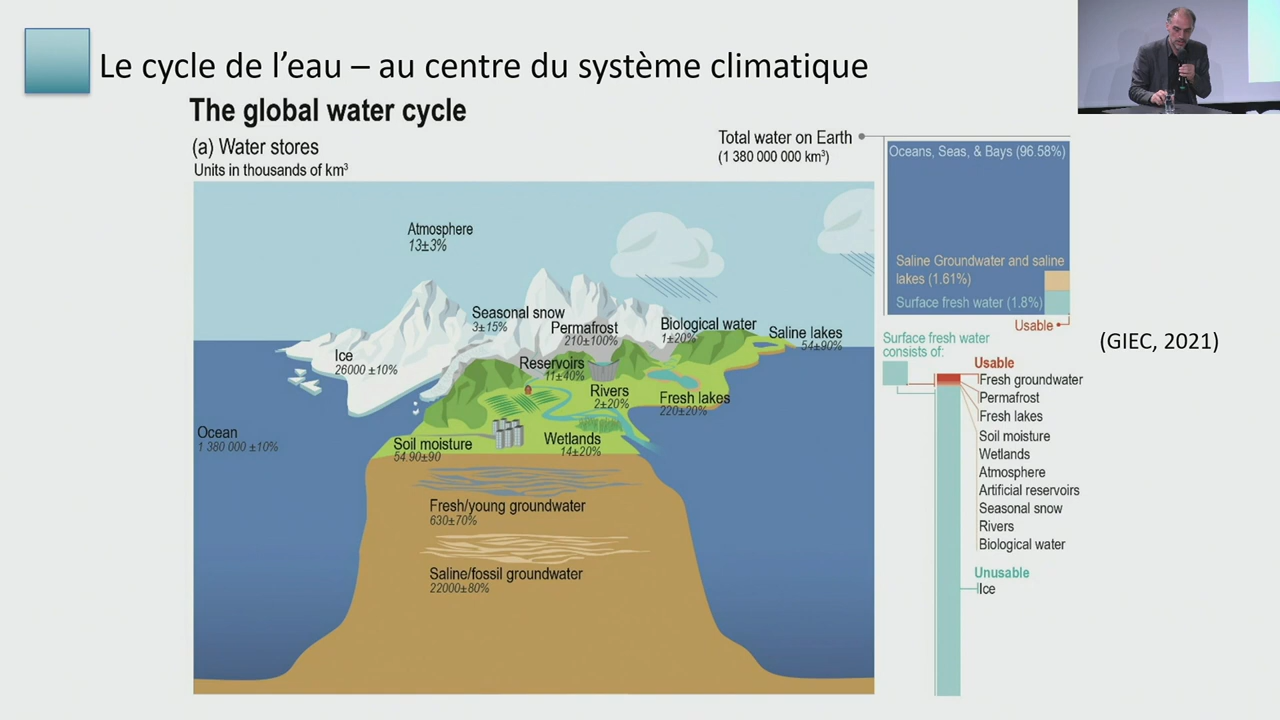 Le cycle de l’eau – au centre du système climatique
The global water cycle
(a) Water stores
Units in thousands of km³
Total water on Earth
(1 380 000 000 km³)
Oceans, Seas, & Bays (96.58%)
Saline Groundwater and saline
lakes (1.61%)
Surface fresh water (1.8%)
Usable
Surface fresh water
consists of:
Usable
Fresh groundwater
Permafrost
Fresh lakes
Soil moisture
Wetlands
Atmosphere
Artificial reservoirs
Seasonal snow
Rivers
Biological water
Unusable
Ice
(GIEC, 2021)
Atmosphere
13±3%
Seasonal snow
3±15%
Permafrost
210±100%
Biological water
1±20%
Saline lakes
54±90%
Ice
26000 ±10%
Reservoirs
11±40%
Rivers
2±20%
Fresh lakes
220±20%
Ocean
1 380 000 ±10%
Soil moisture
54.90±90
Wetlands
14±20%
Fresh/young groundwater
630±70%
Saline/fossil groundwater
22000±80%